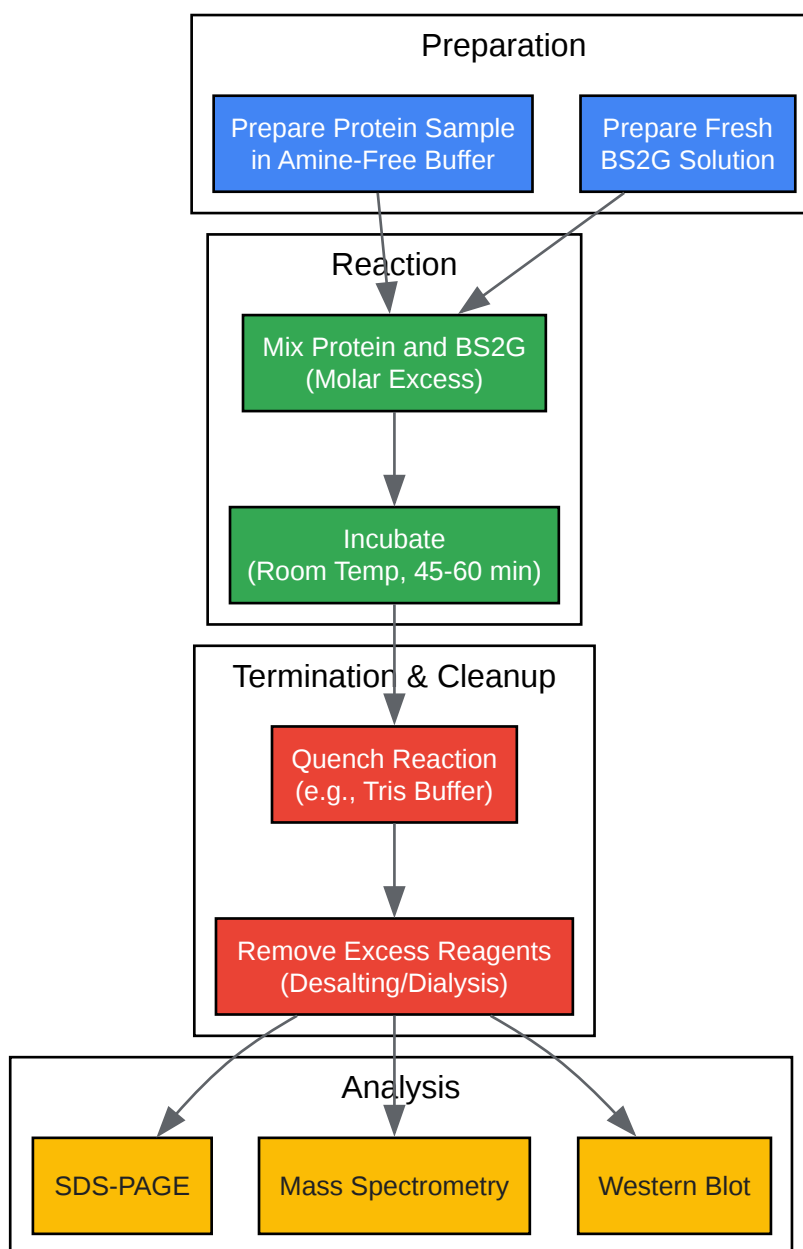 Preparation
Prepare Protein Sample
in Amine-Free Buffer
Prepare Fresh
BS2G Solution
Reaction
Mix Protein and BS2G
(Molar Excess)
Incubate
(Room Temp, 45-60 min)
Termination & Cleanup
Quench Reaction
(e.g., Tris Buffer)
Remove Excess Reagents
(Desalting/Dialysis)
Analysis
SDS-PAGE
Mass Spectrometry
Western Blot